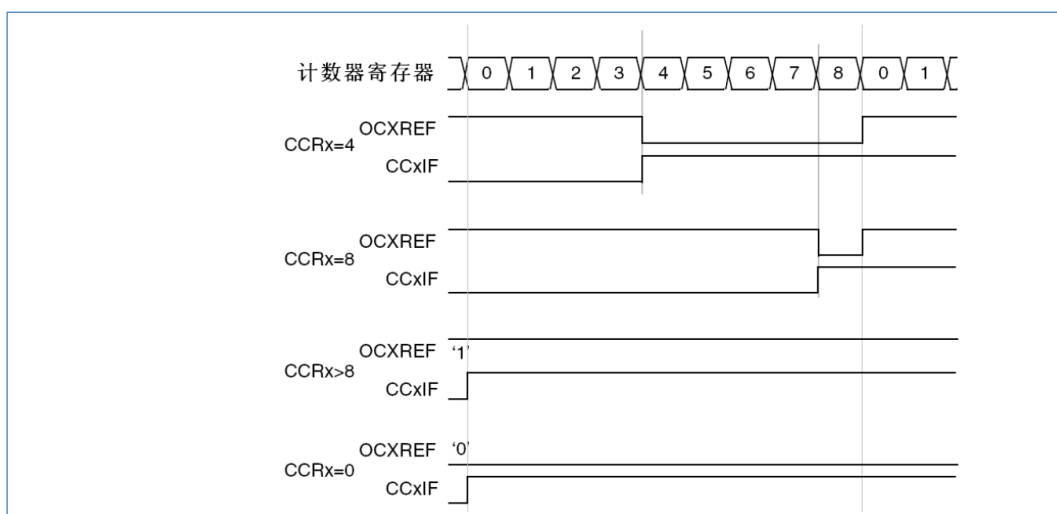 计数器寄存器 0 1 2 3 4 5 6 7 8 0 1
OCXREF
CCRx=4
CCxIF
OCXREF
CCRx=8
CCxIF
OCXREF '1'
CCRx>8
CCxIF
OCXREF '0'
CCRx=0
CCxIF